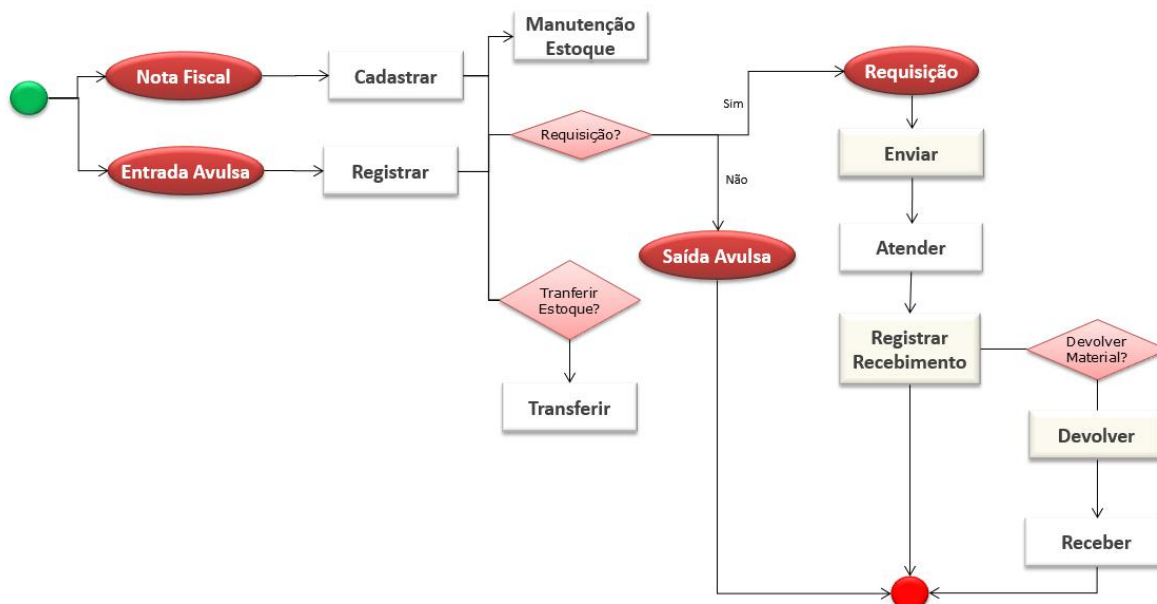 Manutenção
Estoque
Nota Fiscal
Cadastrar
Requisição
Sim
Requisição?
Enviar
Entrada Avulsa
Registrar
Não
Atender
Saída Avulsa
Tranferir
Estoque?
Registrar
Recebimento
Devolver
Material?
Transferir
Devolver
Receber